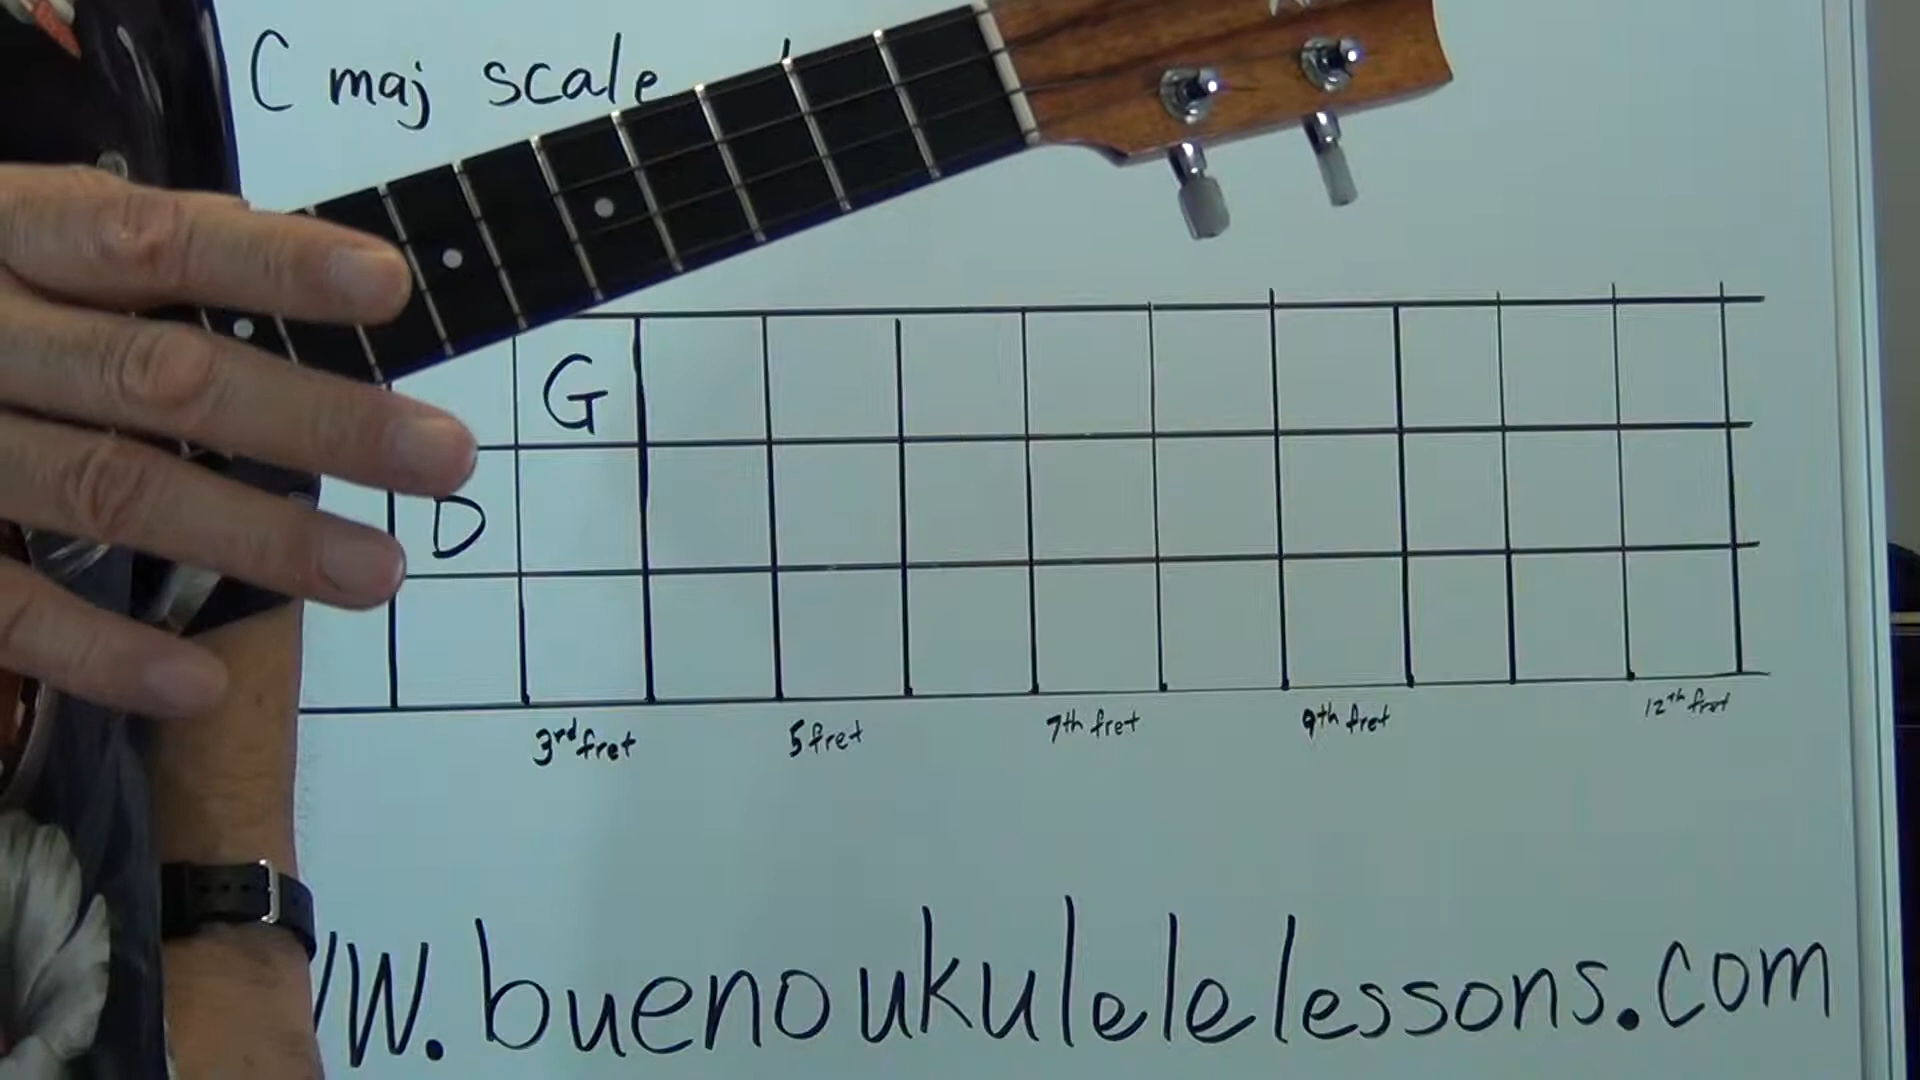 C maj scale
G
D
3rd fret
5 fret
7th fret
9th fret
12th fret
W.buenoukulelelessons.com